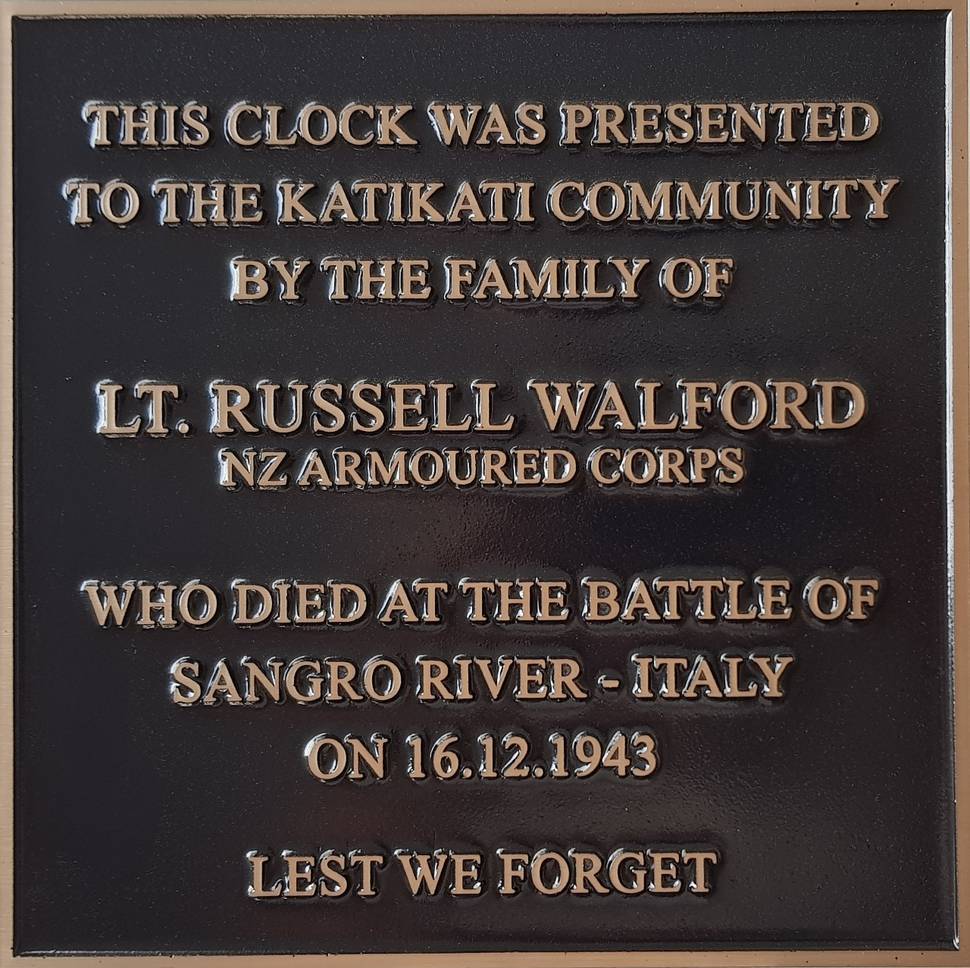 THIS CLOCK WAS PRESENTED
TO THE KATIKATI COMMUNITY
BY THE FAMILY OF
LT. RUSSELL WALFORD
NZ ARMOURED CORPS
WHO DIED AT THE BATTLE OF
SANGRO RIVER - ITALY
ON 16.12.1943
LEST WE FORGET